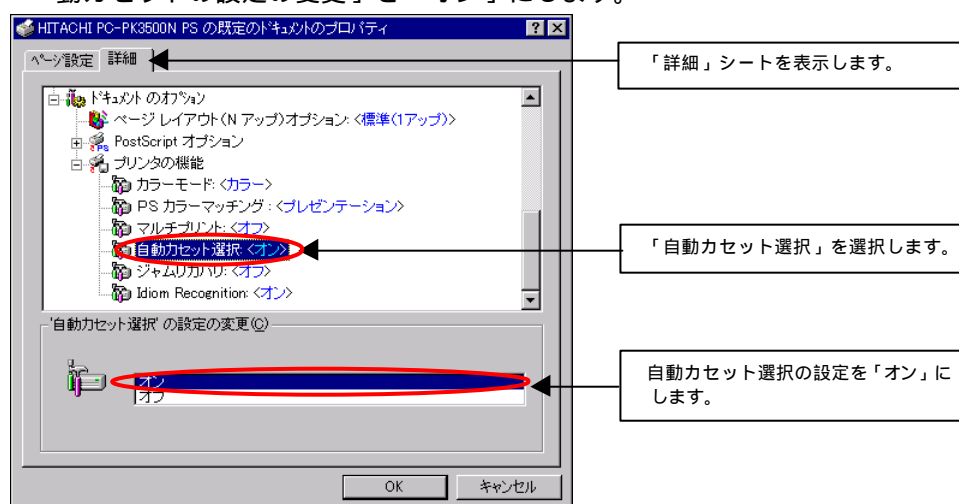 動カセットの設定の変更」を「オン」にします。
HITACHI PC-PK3500N PS の既定のドキュメントのプロパティ
ページ設定 詳細
「詳細」シートを表示します。
ドキュメント のオプション
ページ レイアウト(N アップ)オプション: <標準(1アップ)>
PostScript オプション
プリンタの機能
カラーモード: <カラー>
PS カラーマッチング : <プレゼンテーション>
マルチプリント: <オフ>
自動カセット選択: <オン>
「自動カセット選択」を選択します。
ジャムリカバリ: <オフ>
Idiom Recognition: <オン>
'自動カセット選択' の設定の変更(C)
オン
オフ
自動カセット選択の設定を「オン」に
します。
OK キャンセル